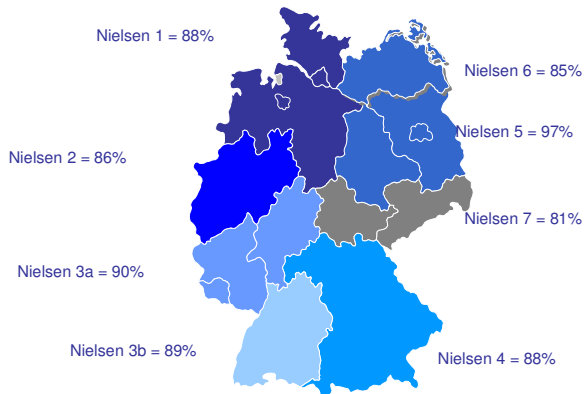 Nielsen 1 = 88%
Nielsen 6 = 85%
Nielsen 5 = 97%
Nielsen 2 = 86%
Nielsen 7 = 81%
Nielsen 3a = 90%
Nielsen 3b = 89%
Nielsen 4 = 88%